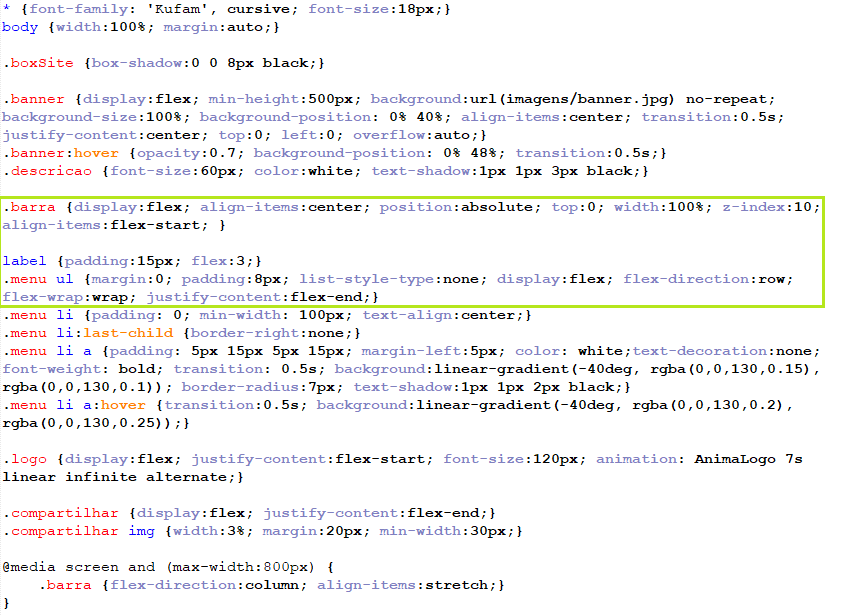 * {font-family: 'Kufam', cursive; font-size:18px;}
body {width:100%; margin:auto;}
.boxSite {box-shadow:0 0 8px black;}
.banner {display:flex; min-height:500px; background:url(imagens/banner.jpg) no-repeat;
background-size:100%; background-position: 0% 40%; align-items:center; transition:0.5s;
justify-content:center; top:0; left:0; overflow:auto;}
.banner:hover {opacity:0.7; background-position: 0% 48%; transition:0.5s;}
.descricao {font-size:60px; color:white; text-shadow:1px 1px 3px black;}
.barra {display:flex; align-items:center; position:absolute; top:0; width:100%; z-index:10;
align-items:flex-start; }
label {padding:15px; flex:3;}
.menu ul {margin:0; padding:8px; list-style-type:none; display:flex; flex-direction:row;
flex-wrap:wrap; justify-content:flex-end;}
.menu li {padding: 0; min-width: 100px; text-align:center;}
.menu li:last-child {border-right:none;}
.menu li a {padding: 5px 15px 5px 15px; margin-left:5px; color: white;text-decoration:none;
font-weight: bold; transition: 0.5s; background:linear-gradient(-40deg, rgba(0,0,130,0.15),
rgba(0,0,130,0.1)); border-radius:7px; text-shadow:1px 1px 2px black;}
.menu li a:hover {transition:0.5s; background:linear-gradient(-40deg, rgba(0,0,130,0.2),
rgba(0,0,130,0.25));}
.logo {display:flex; justify-content:flex-start; font-size:120px; animation: AnimaLogo 7s
linear infinite alternate;}
.compartilhar {display:flex; justify-content:flex-end;}
.compartilhar img {width:3%; margin:20px; min-width:30px;}
@media screen and (max-width:800px) {
.barra {flex-direction:column; align-items:stretch;}
}